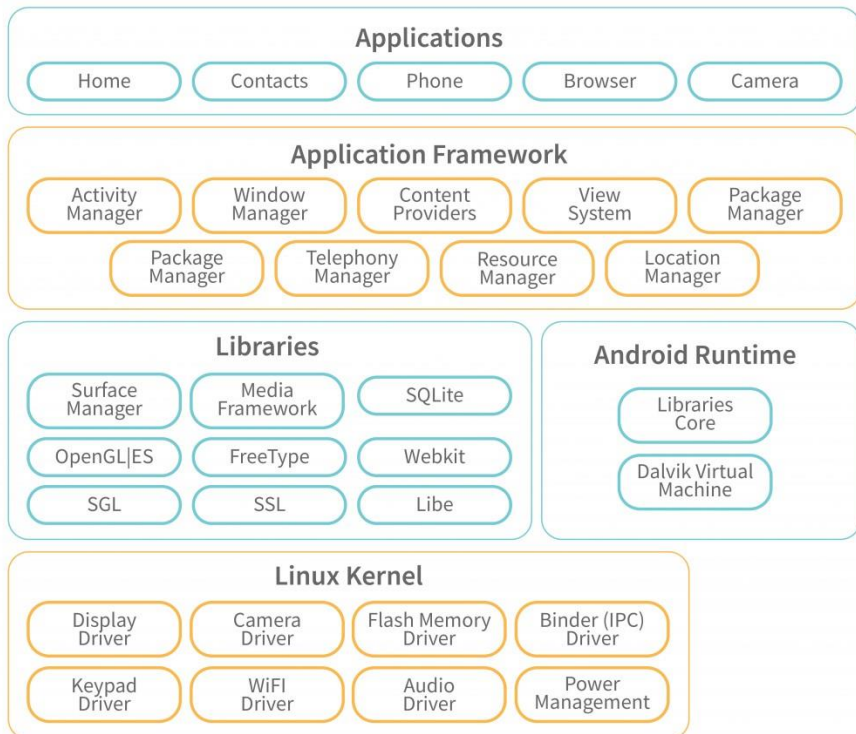 Applications
Home Contacts Phone Browser Camera
Application Framework
Activity Manager
Window Manager
Content Providers
View System
Package Manager
Package Manager
Telephony Manager
Resource Manager
Location Manager
Libraries
Surface Manager
Media Framework
SQLite
OpenGL|ES FreeType Webkit
SGL SSL Libe
Android Runtime
Libraries Core
Dalvik Virtual Machine
Linux Kernel
Display Driver
Camera Driver
Flash Memory Driver
Binder (IPC) Driver
Keypad Driver
WiFI Driver
Audio Driver
Power Management